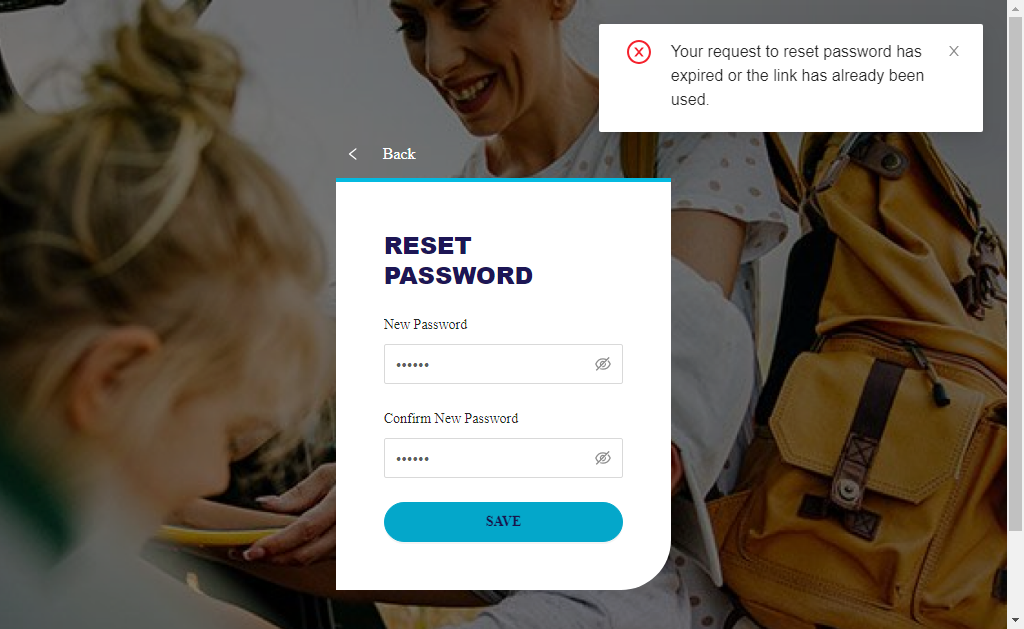 Your request to reset password has
expired or the link has already been
used.
Back
RESET
PASSWORD
New Password
••••••
Confirm New Password
••••••
SAVE